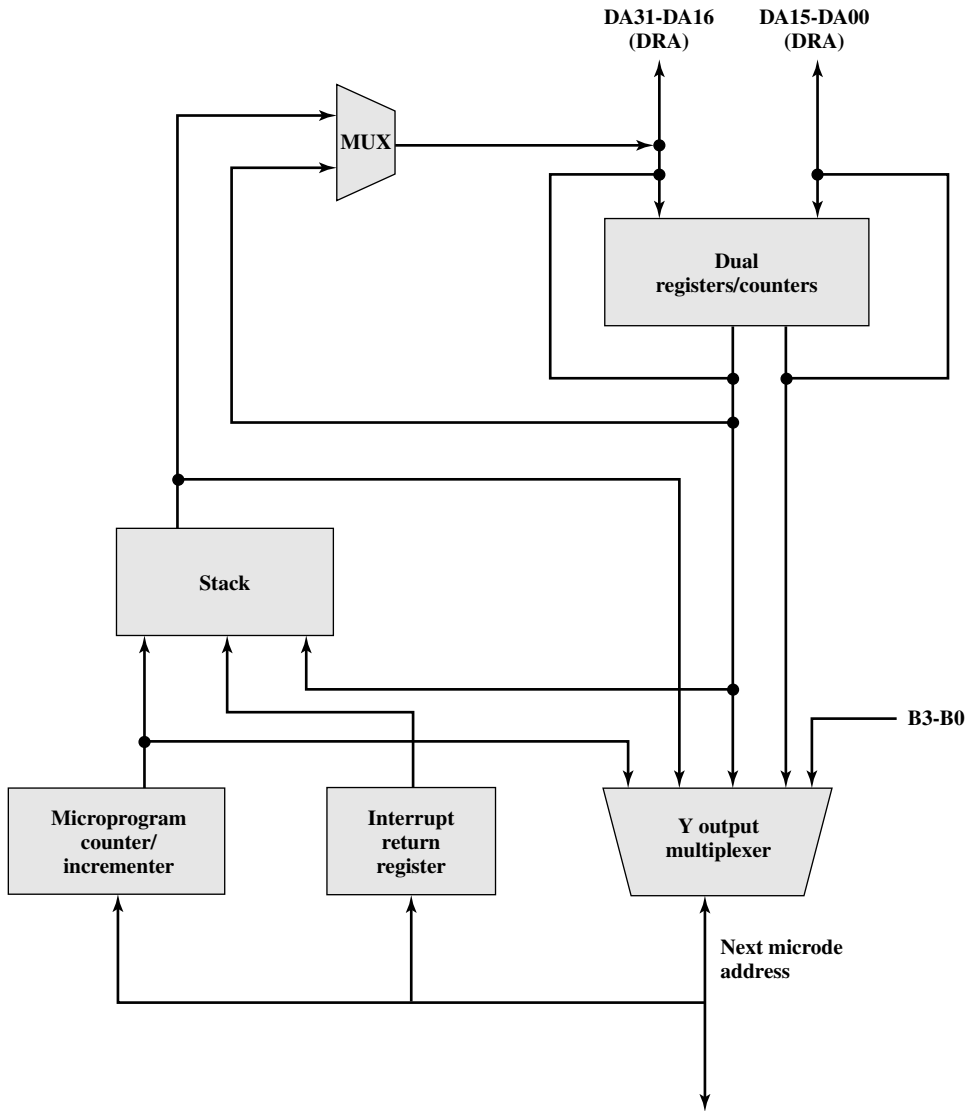 DA31-DA16
(DRA)
DA15-DA00
(DRA)
MUX
Dual
registers/counters
Stack
B3-B0
Microprogram
counter/
incrementer
Interrupt
return
register
Y output
multiplexer
Next microde
address